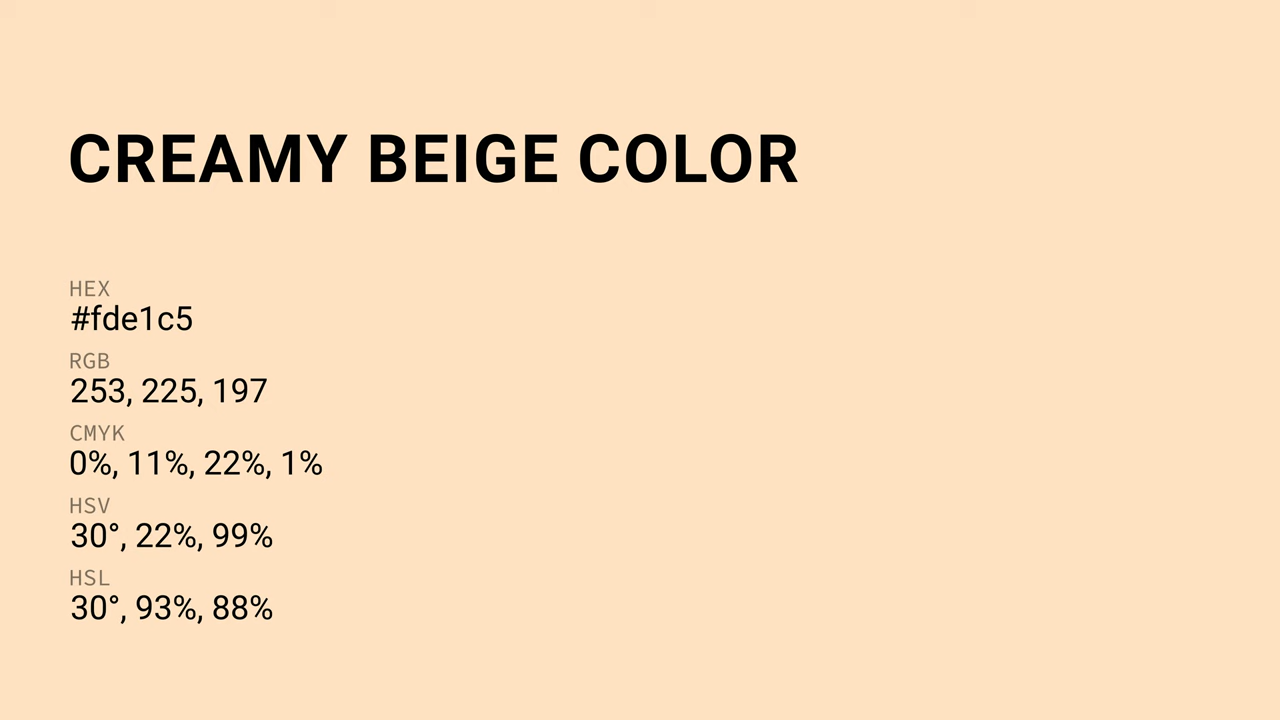 CREAMY BEIGE COLOR
HEX
#fde1c5
RGB
253, 225, 197
CMYK
0%, 11%, 22%, 1%
HSV
30°, 22%, 99%
HSL
30°, 93%, 88%